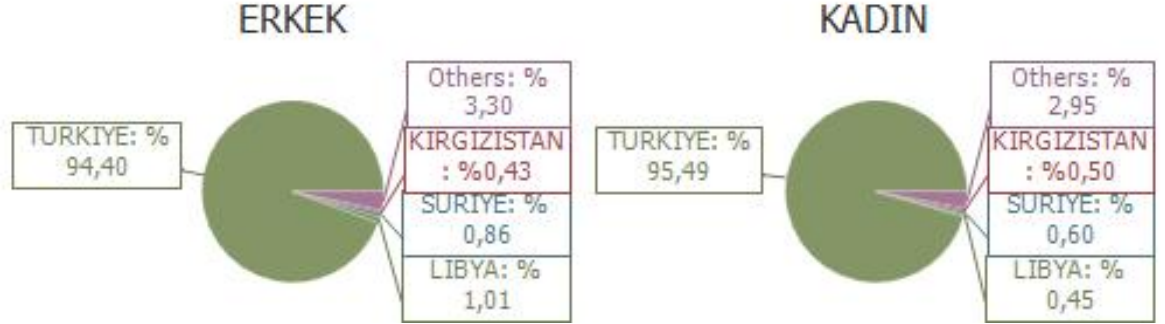 ERKEK
Others: %
3,30
TURKIYE: %
94,40
KIRGIZISTAN
: %0,43
SURIYE: %
0,86
LIBYA: %
1,01
KADIN
Others: %
2,95
TURKIYE: %
95,49
KIRGIZISTAN
: %0,50
SURIYE: %
0,60
LIBYA: %
0,45